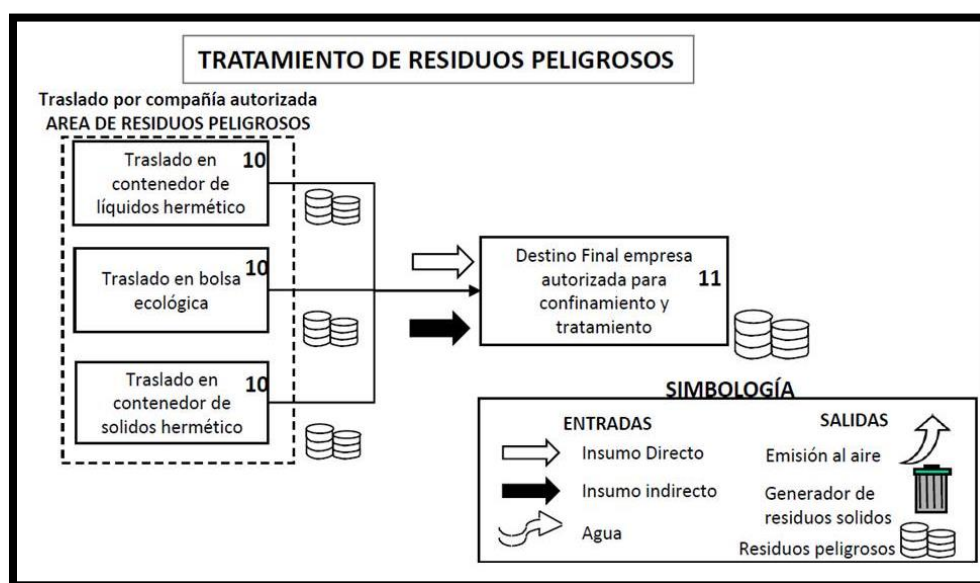 TRATAMIENTO DE RESIDUOS PELIGROSOS
Traslado por compañía autorizada
AREA DE RESIDUOS PELIGROSOS
Traslado en 10
contenedor de
líquidos hermético
10
Traslado en bolsa
ecológica
Traslado en 10
contenedor de
solidos hermético
Destino Final empresa
autorizada para 11
confinamiento y
tratamiento
SIMBOLOGÍA
ENTRADAS
Insumo Directo
Insumo indirecto
Agua
SALIDAS
Emisión al aire
Generador de
residuos solidos
Residuos peligrosos